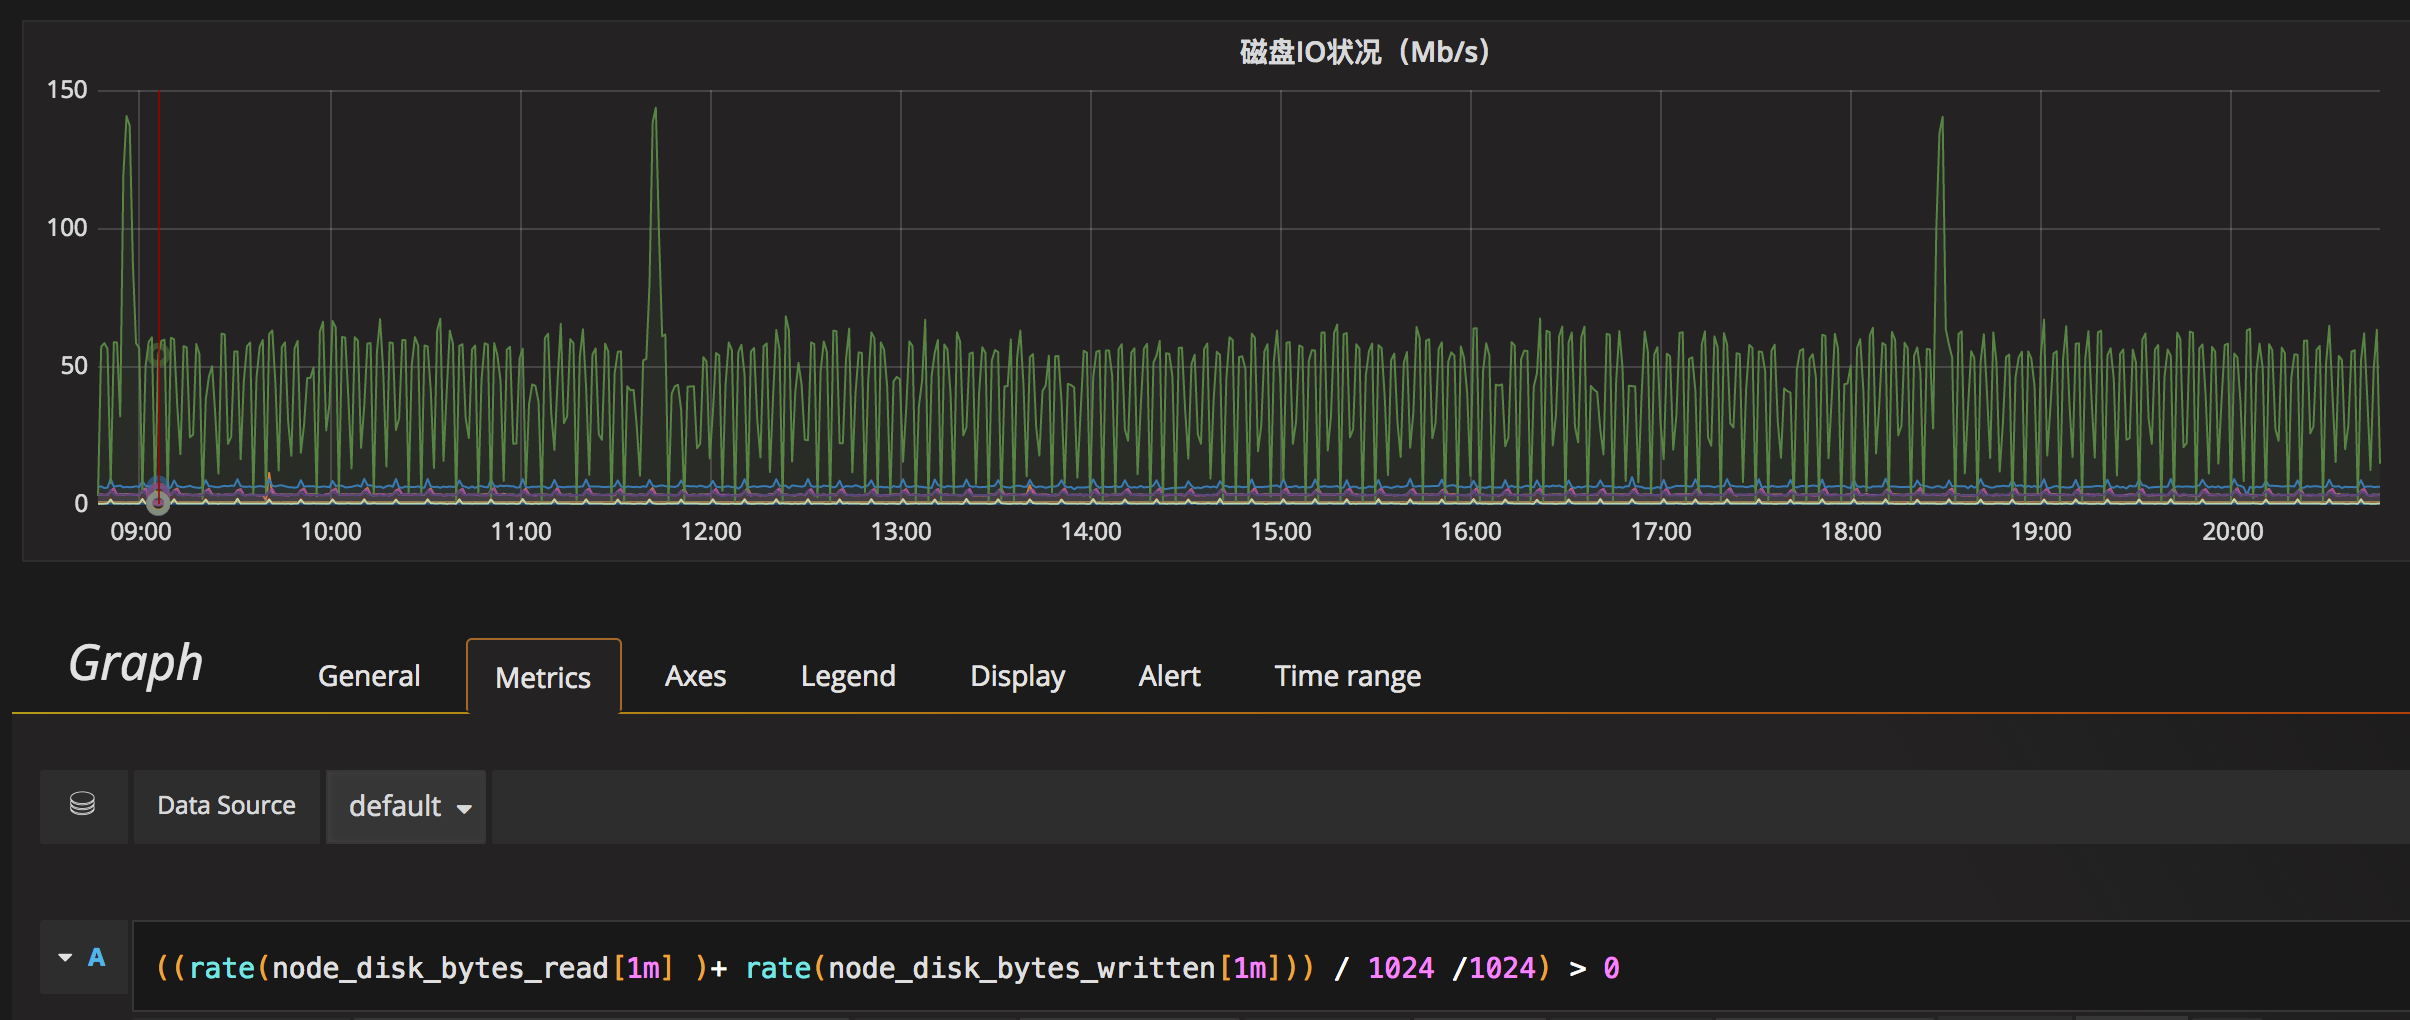 磁盘IO状况（Mb/s）
150
100
50
0
09:00 10:00 11:00 12:00 13:00 14:00 15:00 16:00 17:00 18:00 19:00 20:00
Graph General Metrics Axes Legend Display Alert Time range
Data Source default
A ((rate(node_disk_bytes_read[1m] )+ rate(node_disk_bytes_written[1m])) / 1024 /1024) > 0